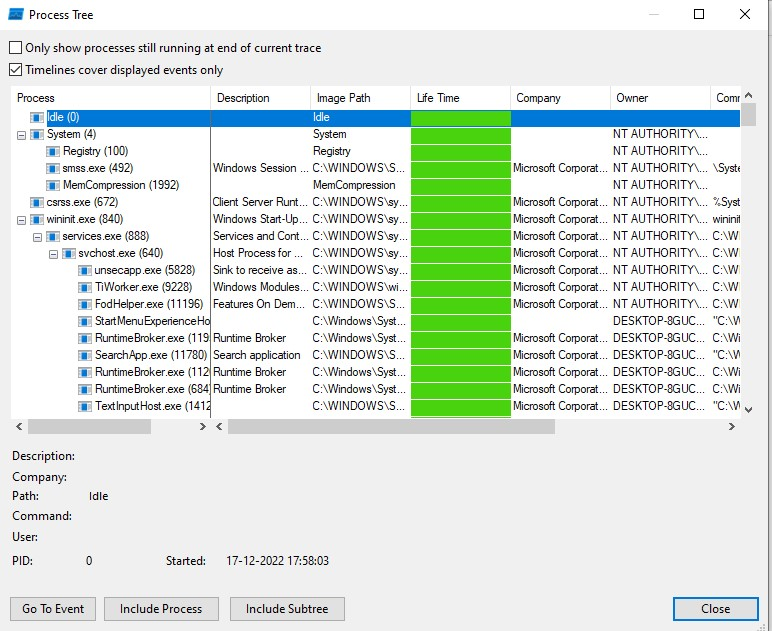 Process Tree
Only show processes still running at end of current trace
Timelines cover displayed events only
Process Description Image Path Life Time Company Owner Comm
Idle (0) Idle
System (4) System NT AUTHORITY\...
Registry (100) Registry NT AUTHORITY\...
smss.exe (492) Windows Session ... C:\WINDOWS\S... Microsoft Corporat... NT AUTHORITY\... \Syste
MemCompression (1992) MemCompression NT AUTHORITY\...
csrss.exe (672) Client Server Runt... C:\WINDOWS\sy... Microsoft Corporat... NT AUTHORITY\... %Syst
wininit.exe (840) Windows Start-Up... C:\WINDOWS\sy... Microsoft Corporat... NT AUTHORITY\... wininit
services.exe (888) Services and Cont... C:\WINDOWS\sy... Microsoft Corporat... NT AUTHORITY\... C:\WI
svchost.exe (640) Host Process for ... C:\WINDOWS\sy... Microsoft Corporat... NT AUTHORITY\... C:\WI
unsecapp.exe (5828) Sink to receive as... C:\WINDOWS\sy... Microsoft Corporat... NT AUTHORITY\... C:\WI
TiWorker.exe (9228) Windows Modules... C:\WINDOWS\wi... Microsoft Corporat... NT AUTHORITY\... C:\WI
FodHelper.exe (11196) Features On Dem... C:\WINDOWS\Sy... Microsoft Corporat... NT AUTHORITY\... C:\WI
StartMenuExperienceHo C:\Windows\Syst... DESKTOP-8GUC... "C:\W
RuntimeBroker.exe (119 Runtime Broker C:\Windows\Syst... Microsoft Corporat... DESKTOP-8GUC... C:\Wi
SearchApp.exe (11780) Search application C:\WINDOWS\S... Microsoft Corporat... DESKTOP-8GUC... "C:\W
RuntimeBroker.exe (112 Runtime Broker C:\Windows\Syst... Microsoft Corporat... DESKTOP-8GUC... C:\Wi
RuntimeBroker.exe (684 Runtime Broker C:\Windows\Syst... Microsoft Corporat... DESKTOP-8GUC... C:\Wi
TextInputHost.exe (1412 C:\WINDOWS\S... Microsoft Corporat... DESKTOP-8GUC... "C:\W
Description:
Company:
Path: Idle
Command:
User:
PID: 0 Started: 17-12-2022 17:58:03
Go To Event Include Process Include Subtree Close